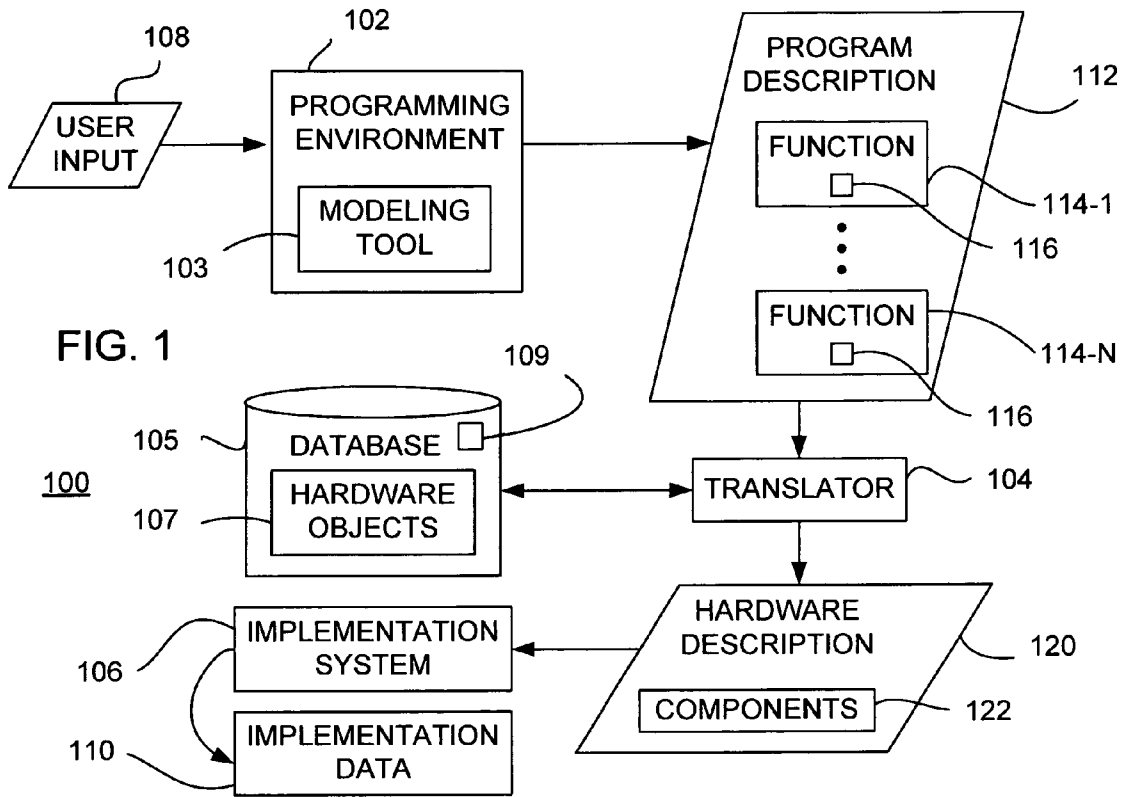 108
USER
INPUT
102
PROGRAMMING
ENVIRONMENT
MODELING
TOOL
103
PROGRAM
DESCRIPTION
112
FUNCTION
114-1
116
FUNCTION
114-N
116
FIG. 1
109
105
DATABASE
100
HARDWARE
OBJECTS
107
TRANSLATOR
104
HARDWARE
DESCRIPTION
120
COMPONENTS
122
106
IMPLEMENTATION
SYSTEM
110
IMPLEMENTATION
DATA